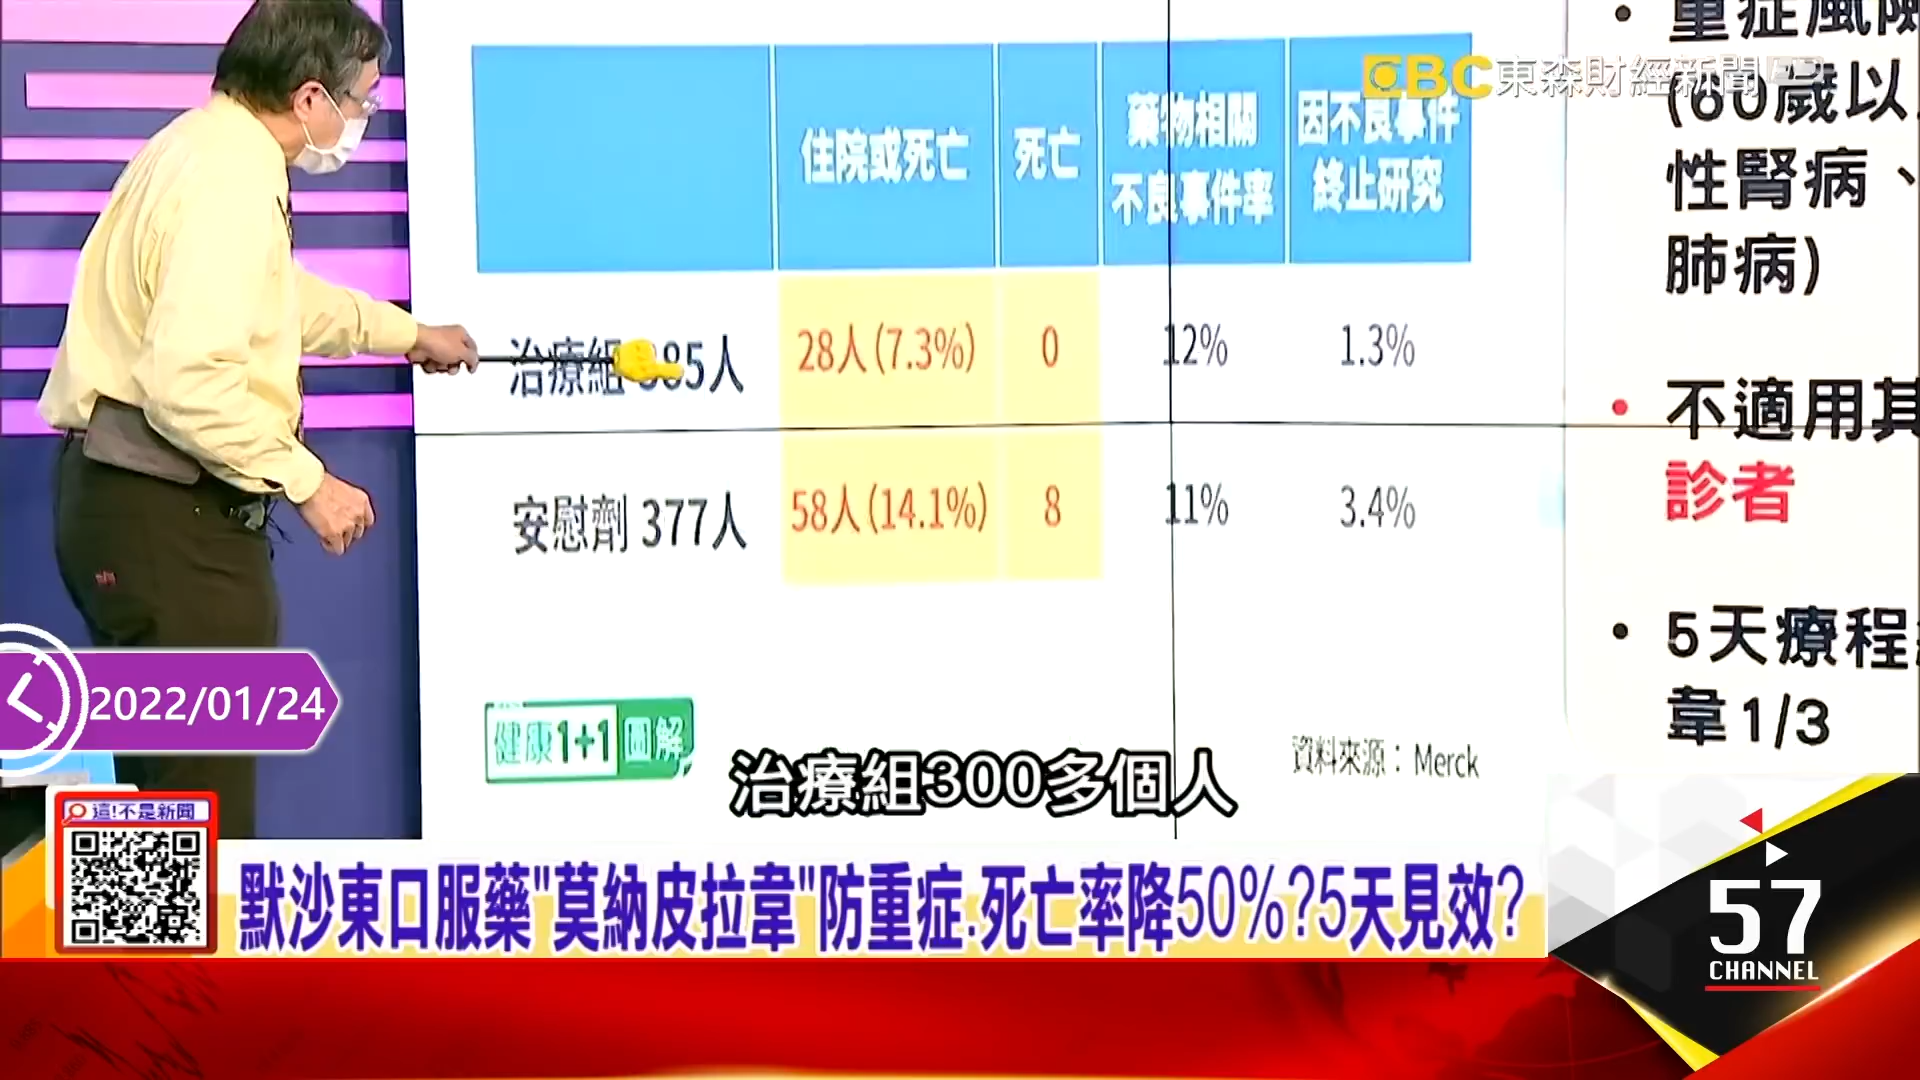 EBC東森財經新聞
住院或死亡
死亡
藥物相關
不良事件率
因不良事件
終止研究
治療組 385人
28人(7.3%)
0
12%
1.3%
安慰劑 377人
58人(14.1%)
8
11%
3.4%
健康1+1 圖解
資料來源：Merck
重症風險
(60歲以
性腎病、
肺病)
不適用其
診者
5天療程
韋1/3
2022/01/24
治療組300多個人
這!不是新聞
默沙東口服藥"莫納皮拉韋"防重症.死亡率降50%?5天見效?
57
CHANNEL